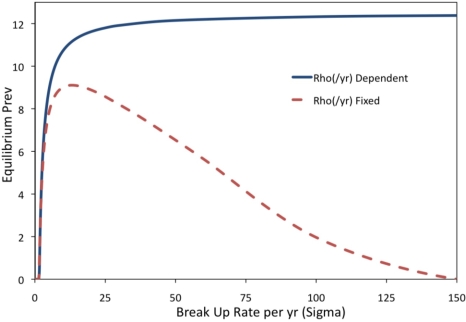 Equilibrium Prev
12
10
8
6
4
2
0
Rho(/yr) Dependent
Rho(/yr) Fixed
0 25 50 75 100 125 150
Break Up Rate per yr (Sigma)